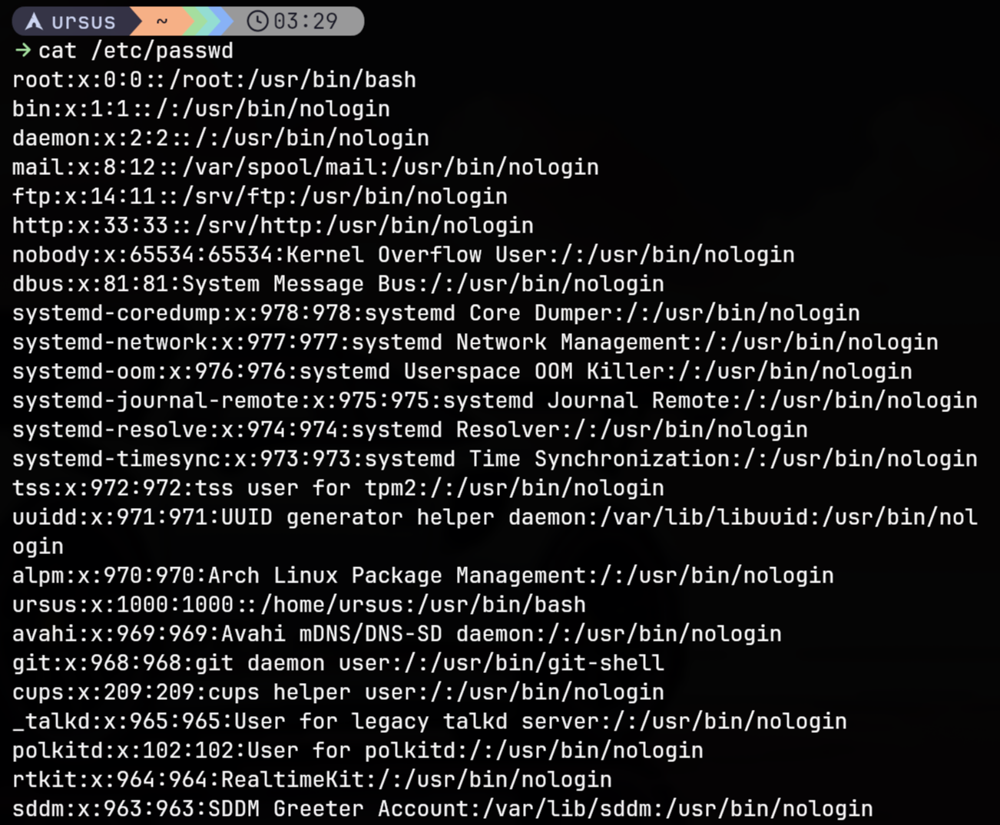 ursus ~ 03:29
→ cat /etc/passwd
root:x:0:0::/root:/usr/bin/bash
bin:x:1:1::/:/usr/bin/nologin
daemon:x:2:2::/:/usr/bin/nologin
mail:x:8:12::/var/spool/mail:/usr/bin/nologin
ftp:x:14:11::/srv/ftp:/usr/bin/nologin
http:x:33:33::/srv/http:/usr/bin/nologin
nobody:x:65534:65534:Kernel Overflow User:/:/usr/bin/nologin
dbus:x:81:81:System Message Bus:/:/usr/bin/nologin
systemd-coredump:x:978:978:systemd Core Dumper:/:/usr/bin/nologin
systemd-network:x:977:977:systemd Network Management:/:/usr/bin/nologin
systemd-oom:x:976:976:systemd Userspace OOM Killer:/:/usr/bin/nologin
systemd-journal-remote:x:975:975:systemd Journal Remote:/:/usr/bin/nologin
systemd-resolve:x:974:974:systemd Resolver:/:/usr/bin/nologin
systemd-timesync:x:973:973:systemd Time Synchronization:/:/usr/bin/nologin
tss:x:972:972:tss user for tpm2:/:/usr/bin/nologin
uuidd:x:971:971:UUID generator helper daemon:/var/lib/libuuid:/usr/bin/nol
ogin
alpm:x:970:970:Arch Linux Package Management:/:/usr/bin/nologin
ursus:x:1000:1000::/home/ursus:/usr/bin/bash
avahi:x:969:969:Avahi mDNS/DNS-SD daemon:/:/usr/bin/nologin
git:x:968:968:git daemon user:/:/usr/bin/git-shell
cups:x:209:209:cups helper user:/:/usr/bin/nologin
_talkd:x:965:965:User for legacy talkd server:/:/usr/bin/nologin
polkitd:x:102:102:User for polkitd:/:/usr/bin/nologin
rtkit:x:964:964:RealtimeKit:/:/usr/bin/nologin
sddm:x:963:963:SDDM Greeter Account:/var/lib/sddm:/usr/bin/nologin